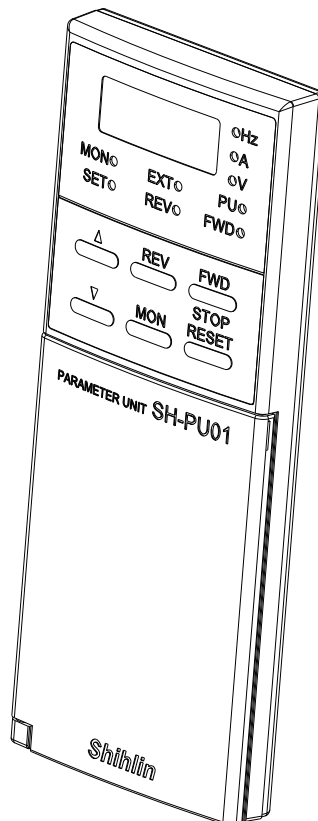 Hz
A
V
MON EXT PU
SET REV FWD
△ REV FWD
▽ MON STOP RESET
PARAMETER UNIT SH-PU01
Shihlin